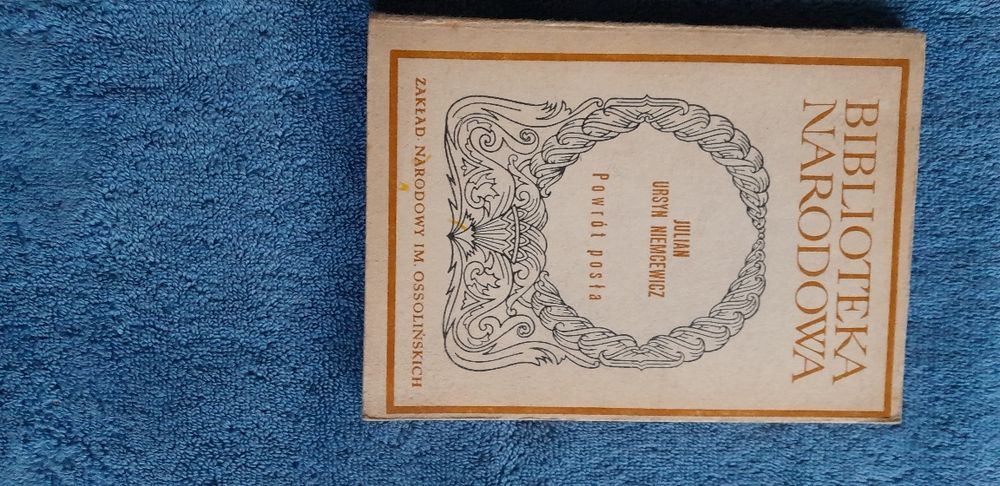 BIBLIOTEKA
NARODOWA
JULIAN
URSYN NIEMCEWICZ
Powrót posła
ZAKŁAD · NARODOWY IM. OSSOLIŃSKICH